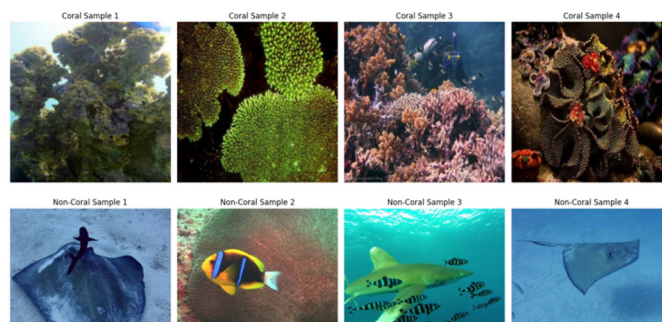 Coral Sample 1
Coral Sample 2
Coral Sample 3
Coral Sample 4
Non-Coral Sample 1
Non-Coral Sample 2
Non-Coral Sample 3
Non-Coral Sample 4